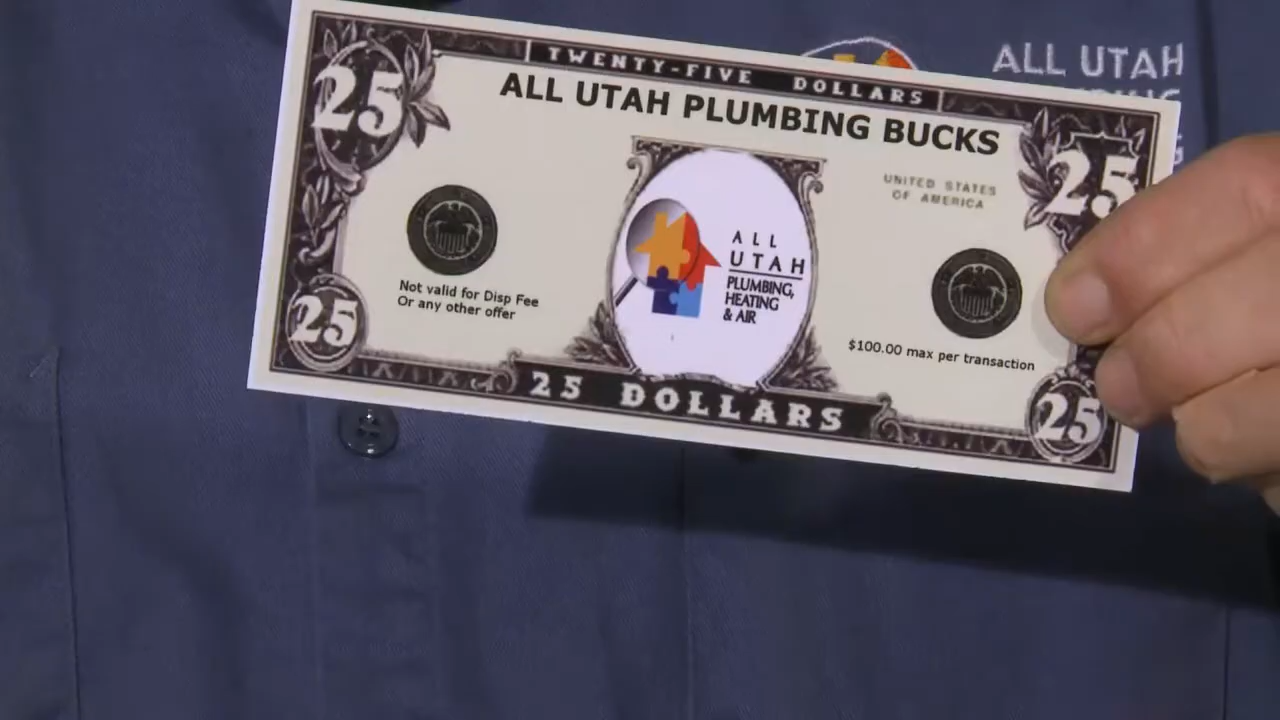 ALL UTAH
25
TWENTY-FIVE DOLLARS
ALL UTAH PLUMBING BUCKS
25
UNITED STATES
OF AMERICA
ALL
UTAH
PLUMBING,
HEATING
& AIR
Not valid for Disp Fee
Or any other offer
$100.00 max per transaction
25
25 DOLLARS
25